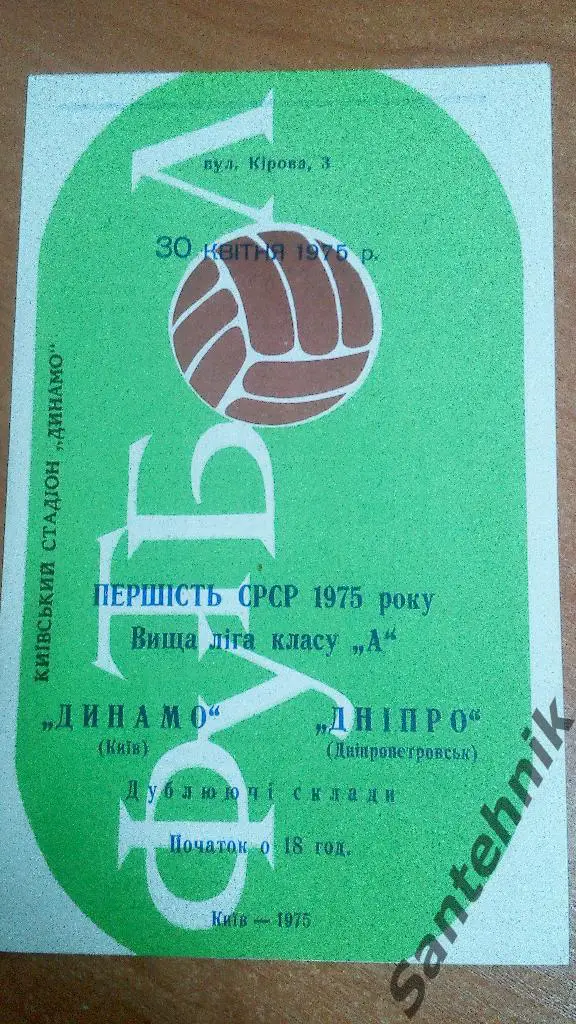 вул. Кірова, 3
30 КВІТНЯ 1975 р.
КИЇВСЬКИЙ СТАДІОН „ДИНАМО"
ФУТБОЛ
ПЕРШІСТЬ СРСР 1975 року
Вища ліга класу „А"
„ДИНАМО" „ДНІПРО"
(Київ) (Дніпропетровськ)
Дублюючі склади
Початок о 18 год.
Київ — 1975
Santehnik